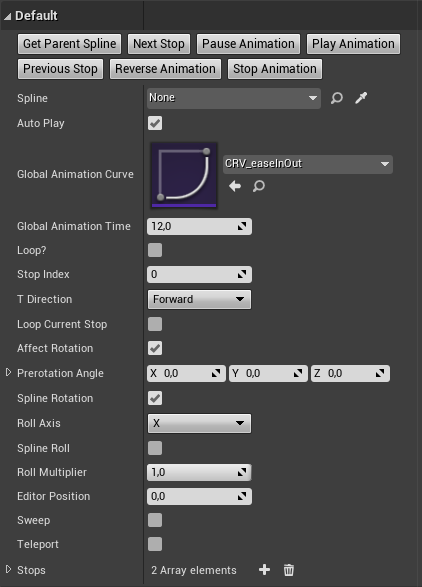 Default
Get Parent Spline Next Stop Pause Animation Play Animation
Previous Stop Reverse Animation Stop Animation
Spline None
Auto Play
Global Animation Curve CRV_easeInOut
Global Animation Time 12,0
Loop?
Stop Index 0
T Direction Forward
Loop Current Stop
Affect Rotation
Prerotation Angle X 0,0 Y 0,0 Z 0,0
Spline Rotation
Roll Axis X
Spline Roll
Roll Multiplier 1,0
Editor Position 0,0
Sweep
Teleport
Stops 2 Array elements